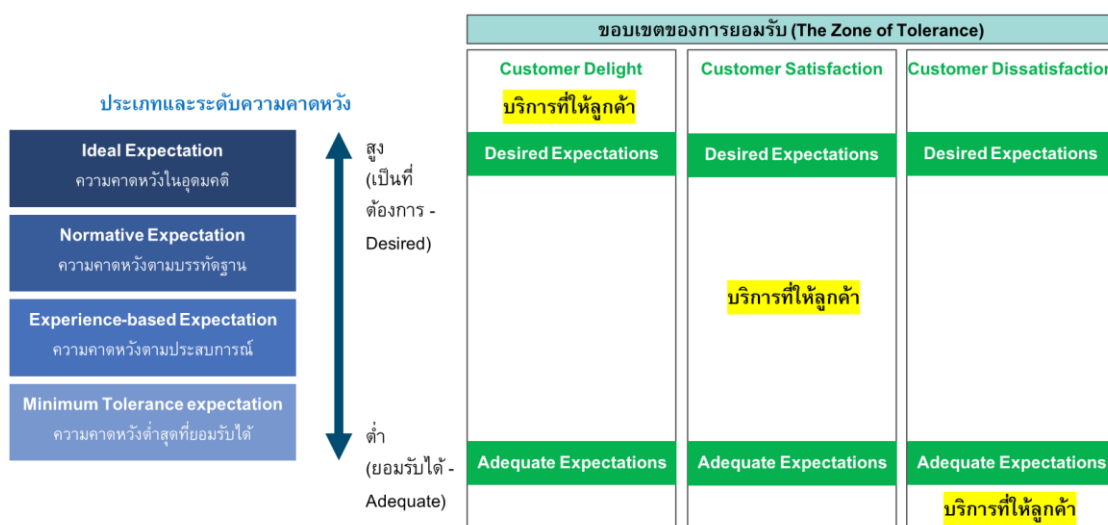 ขอบเขตของการยอมรับ (The Zone of Tolerance)
ประเภทและระดับความคาดหวัง
Ideal Expectation
ความคาดหวังในอุดมคติ
Normative Expectation
ความคาดหวังตามบรรทัดฐาน
Experience-based Expectation
ความคาดหวังตามประสบการณ์
Minimum Tolerance expectation
ความคาดหวังต่ำสุดที่ยอมรับได้
สูง
(เป็นที่
ต้องการ -
Desired)
ต่ำ
(ยอมรับได้ -
Adequate)
Customer Delight
บริการที่ให้ลูกค้า
Desired Expectations
Adequate Expectations
Customer Satisfaction
Desired Expectations
บริการที่ให้ลูกค้า
Adequate Expectations
Customer Dissatisfaction
Desired Expectations
Adequate Expectations
บริการที่ให้ลูกค้า